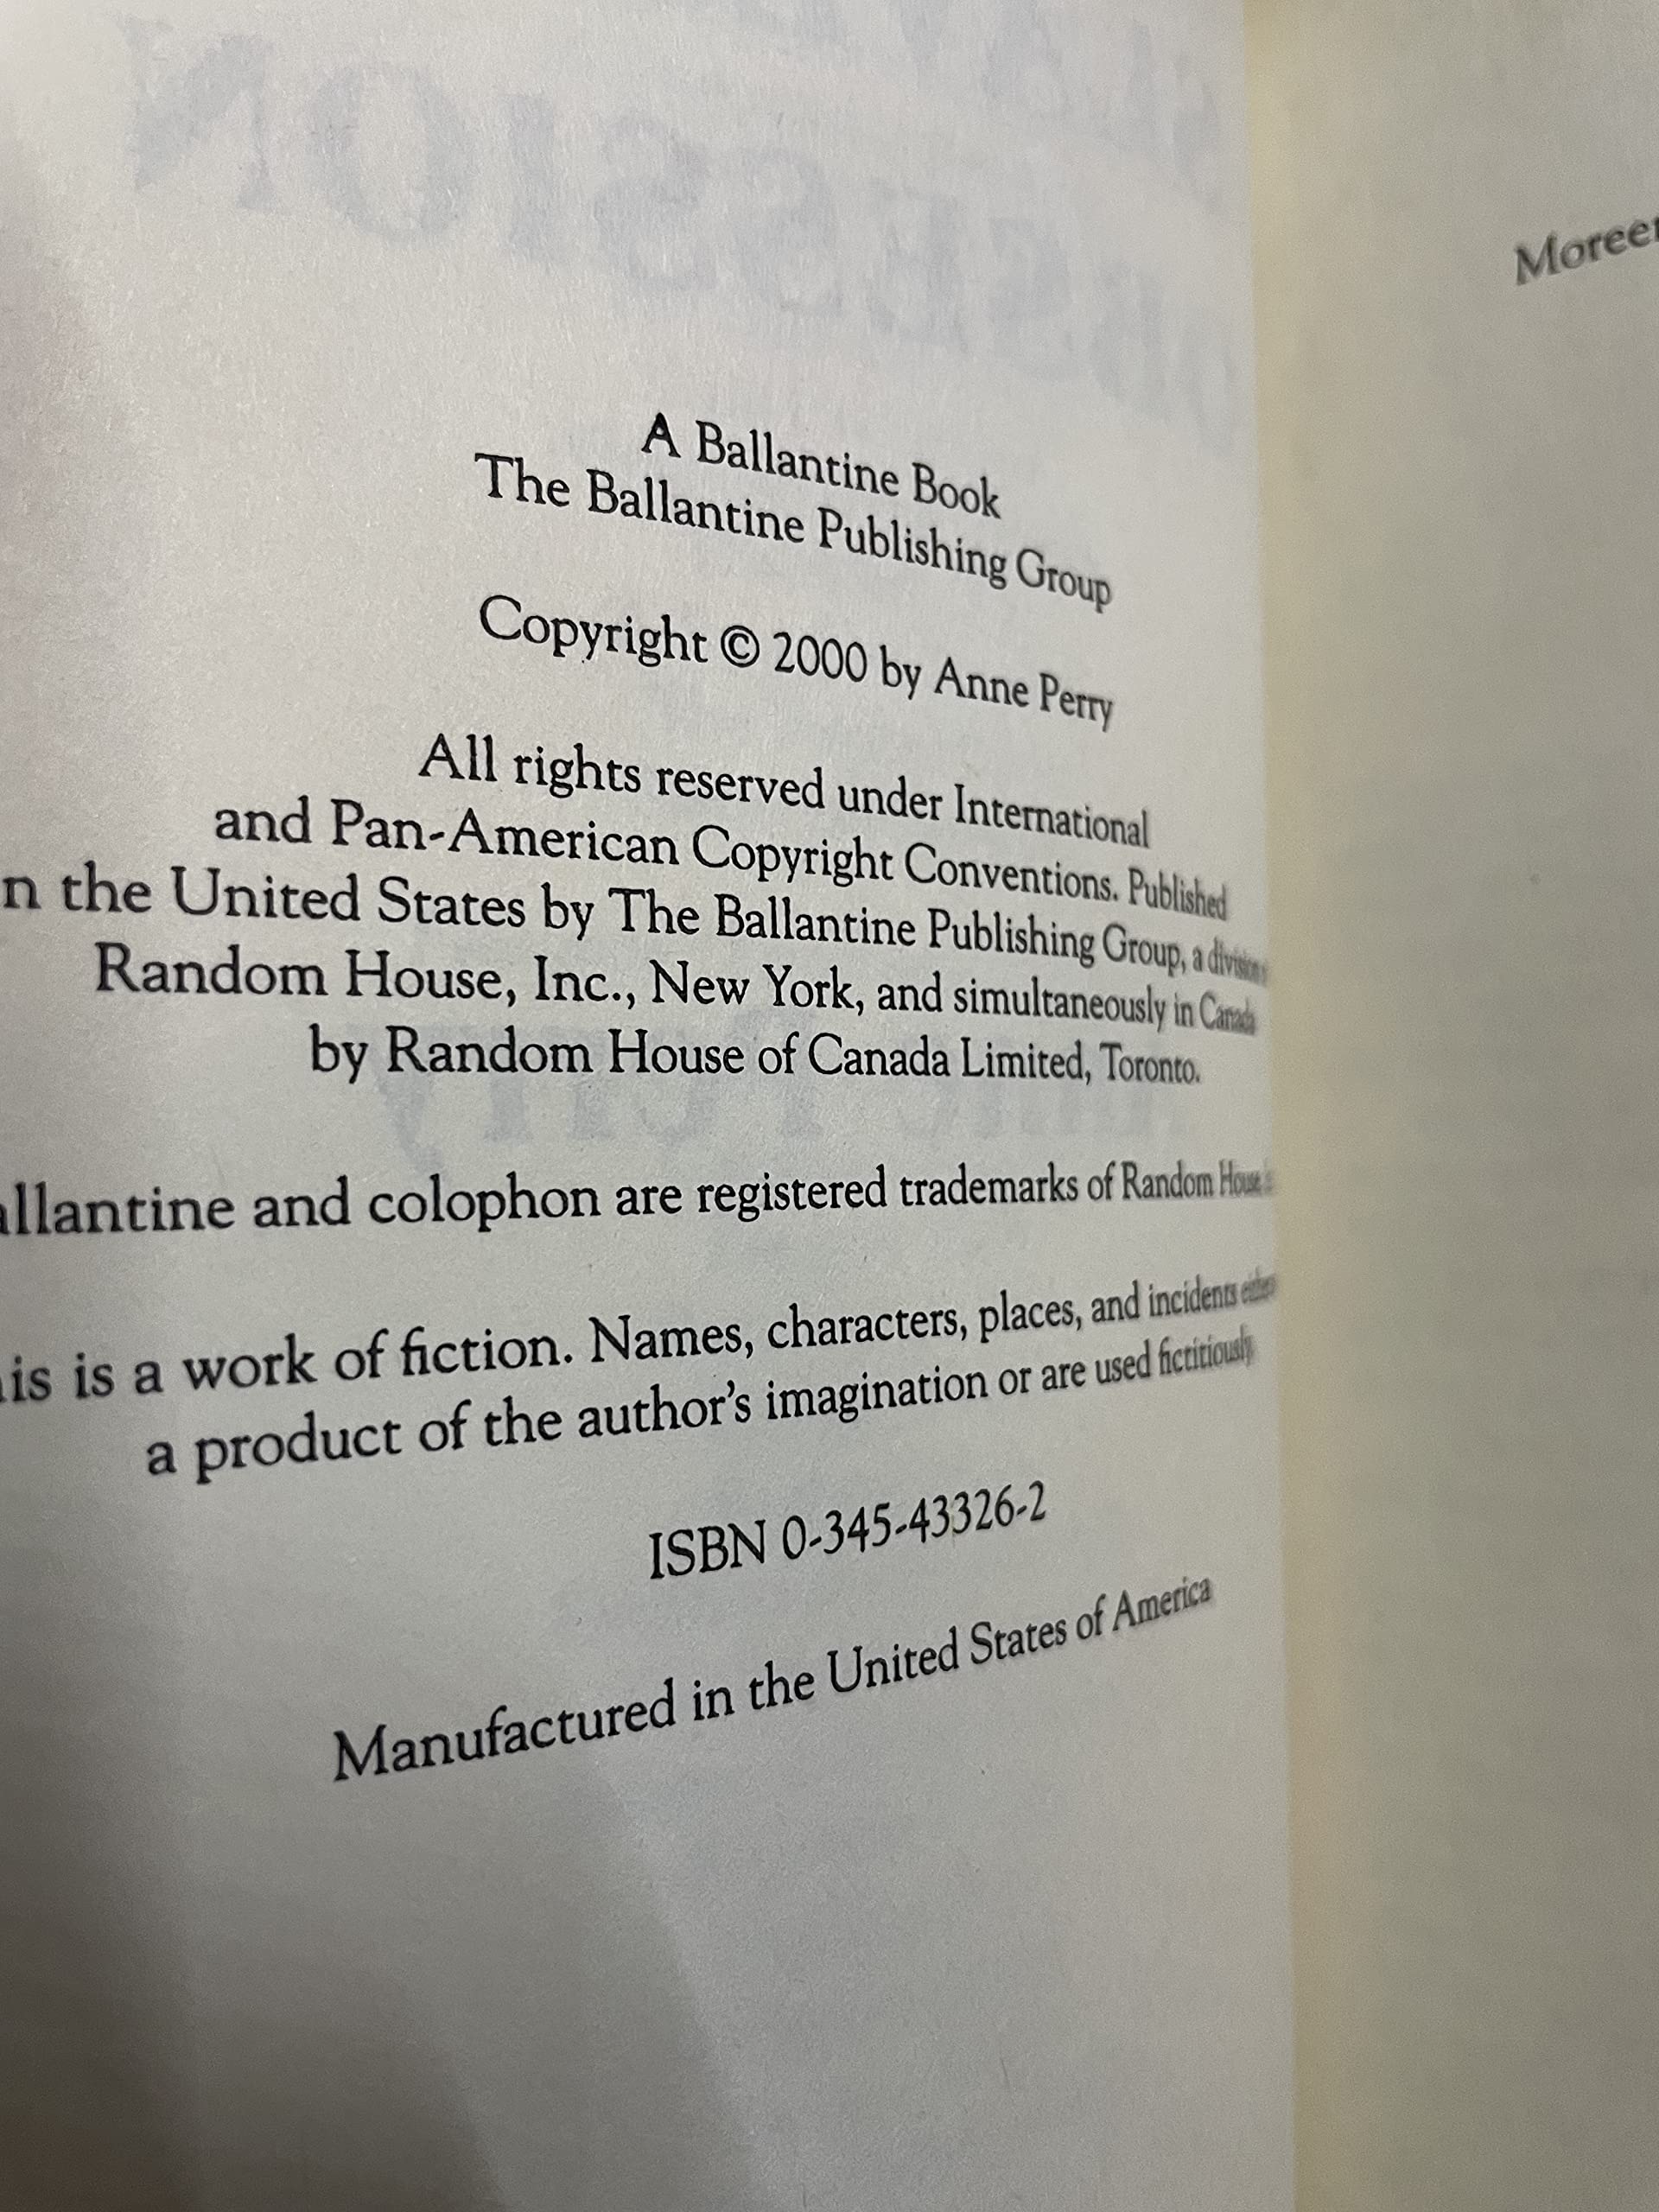 A Ballantine Book
The Ballantine Publishing Group
Copyright © 2000 by Anne Perry
All rights reserved under International
and Pan-American Copyright Conventions. Published
n the United States by The Ballantine Publishing Group, a division
Random House, Inc., New York, and simultaneously in Canada
by Random House of Canada Limited, Toronto.
allantine and colophon are registered trademarks of Random House,
his is a work of fiction. Names, characters, places, and incidents either
a product of the author's imagination or are used fictitiously.
ISBN 0-345-43326-2
Manufactured in the United States of America